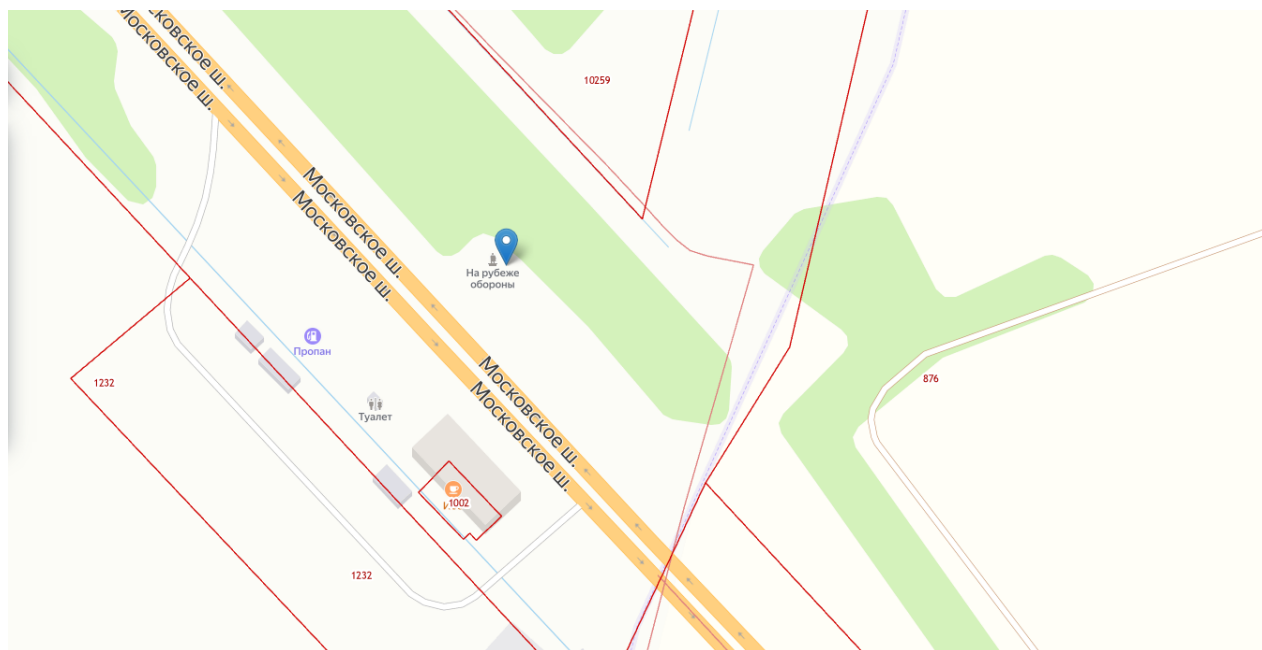 Московское ш.
Московское ш.
10259
Московское ш.
Московское ш.
На рубеже
обороны
Пропан
1232
876
Туалет
Московское ш.
Московское ш.
1002
1232